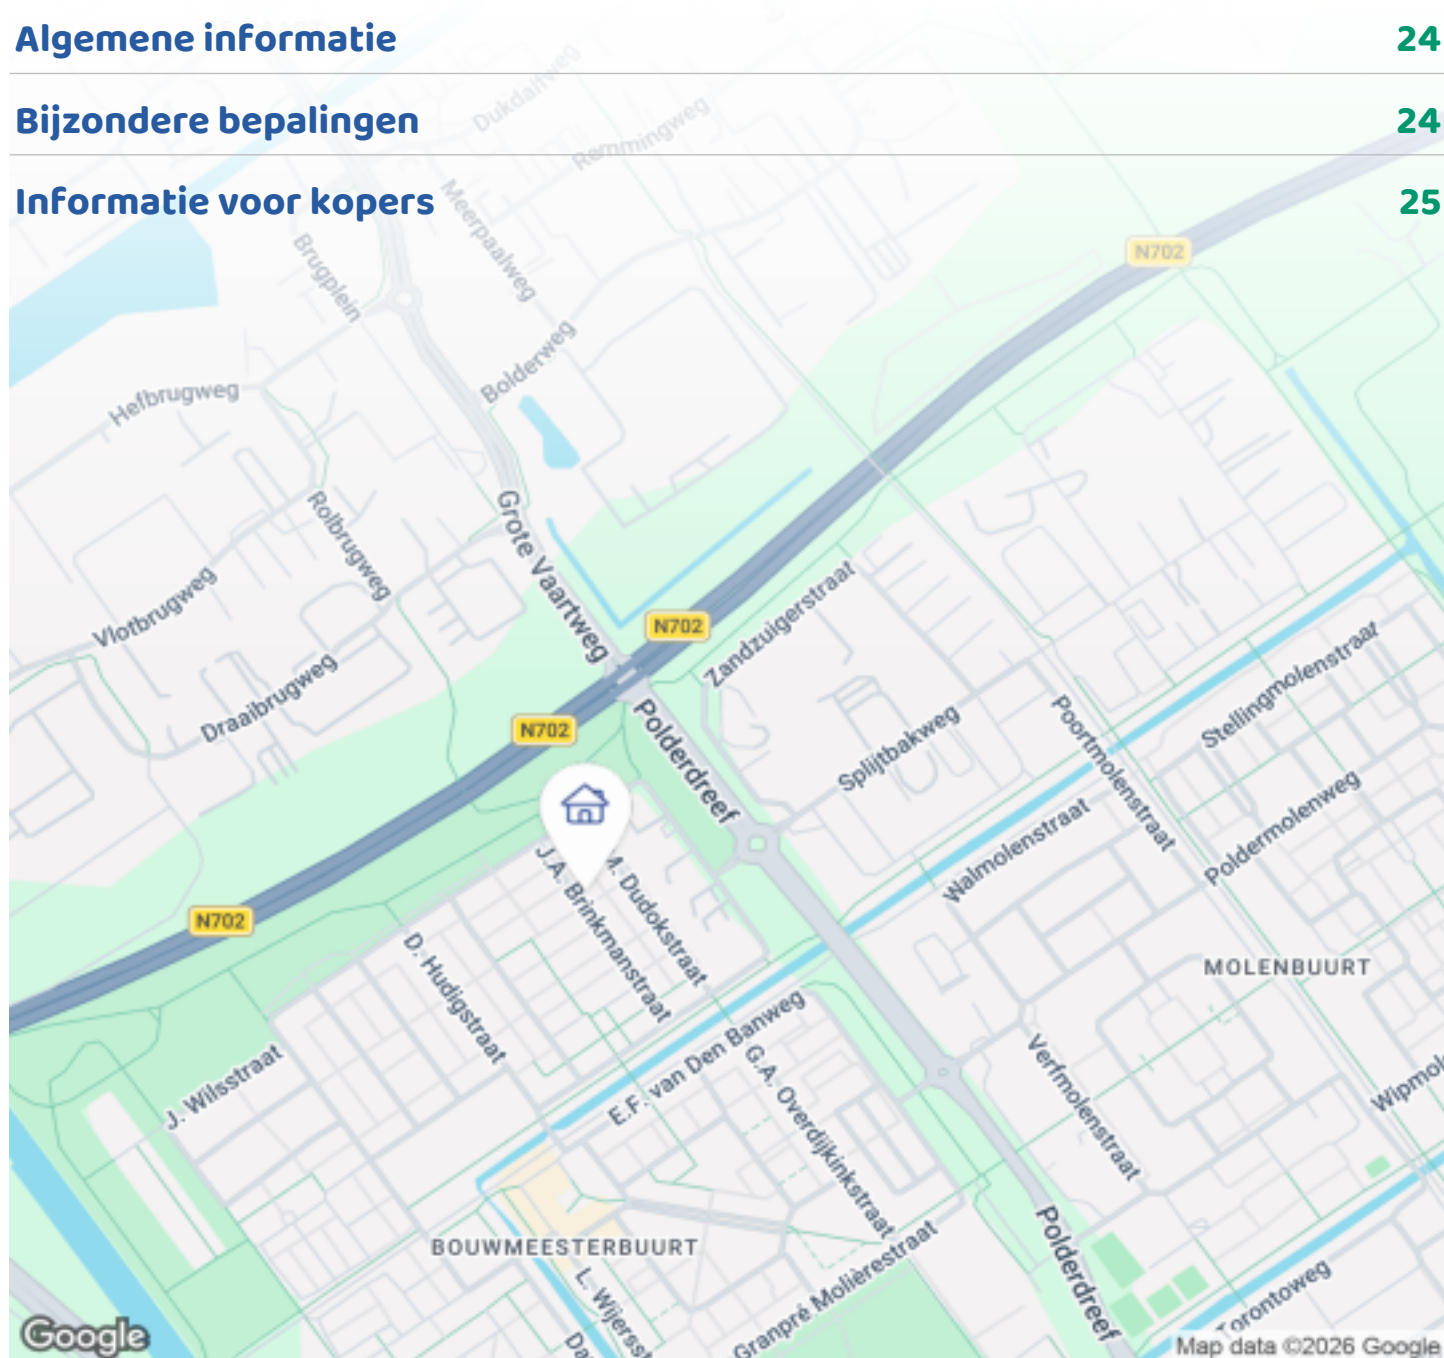 Algemene informatie 24
Bijzondere bepalingen 24
Informatie voor kopers 25
Dukdalfweg
Remmingweg
Meerpaalweg
Brugplein
N702
Bolderweg
Hefbrugweg
Rolbrugweg
Grote Vaartweg
Vlotbrugweg
Zandzuigerstraat
N702
Draaibrugweg
Stellingmolenstraat
N702
Polderdreef
Splijtbakweg
Poortmolenstraat
Poldermolenweg
Walmolenstraat
J.A. Brinkmanstraat
M. Dudokstraat
N702
D. Hudigstraat
MOLENBUURT
E.F. van Den Banweg
J. Wilsstraat
G.A. Overdijkinkstraat
Verfmolenstraat
Wipmol
BOUWMEESTERBUURT
Polderdreef
L. Wijersst
Granpré Molièrestraat
Torontoweg
Da
Google
Map data ©2026 Google